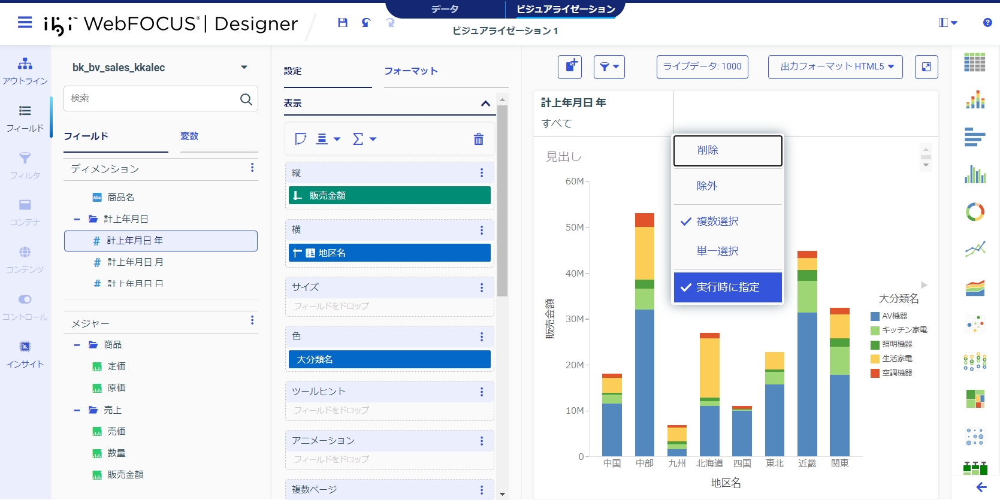 データ
ビジュアライゼーション
ibi™ WebFOCUS® | Designer
ビジュアライゼーション 1
アウトライン
フィールド
フィルタ
コンテナ
コンテンツ
コントロール
インサイト
bk_bv_sales_kkalec
検索
フィールド
変数
ディメンション
Abc 商品名
計上年月日
# 計上年月日 年
# 計上年月日 月
# 計上年月日 日
メジャー
商品
定価
原価
売上
売価
数量
販売金額
設定
フォーマット
表示
縦
販売金額
横
地区名
サイズ
フィールドをドロップ
色
大分類名
ツールヒント
フィールドをドロップ
アニメーション
フィールドをドロップ
複数ページ
ライブデータ: 1000
出力フォーマット HTML5
計上年月日 年
すべて
削除
除外
複数選択
単一選択
実行時に指定
見出し
60M
50M
40M
30M
20M
10M
0
販売金額
中国
中部
九州
北海道
四国
東北
近畿
関東
地区名
大分類名
AV機器
キッチン家電
照明機器
生活家電
空調機器